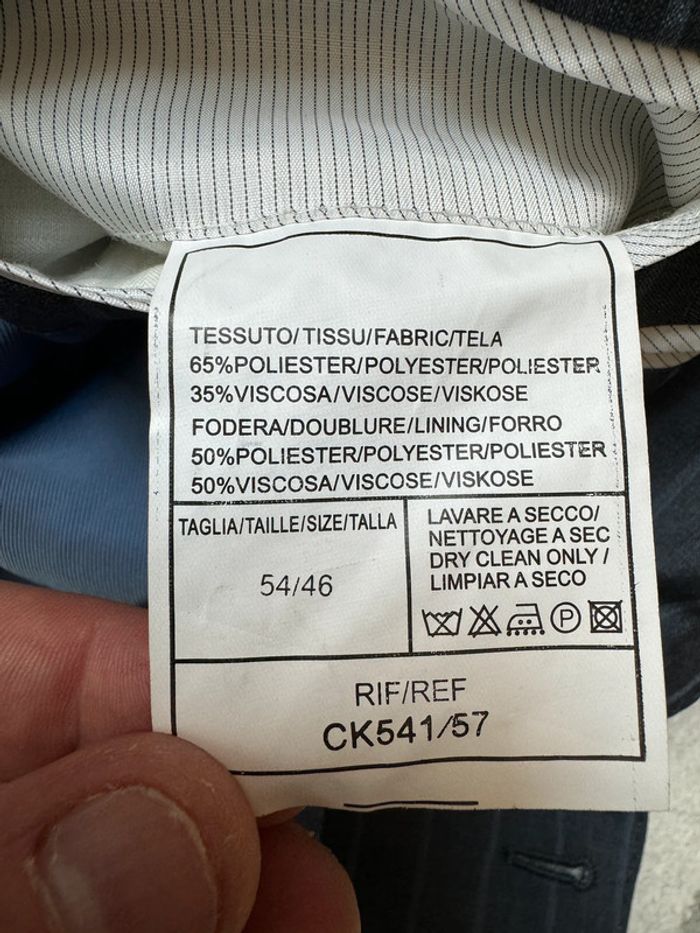 TESSUTO/TISSU/FABRIC/TELA
65%POLIESTER/POLYESTER/POLIESTER
35%VISCOSA/VISCOSE/VISKOSE
FODERA/DOUBLURE/LINING/FORRO
50%POLIESTER/POLYESTER/POLIESTER
50%VISCOSA/VISCOSE/VISKOSE
TAGLIA/TAILLE/SIZE/TALLA
54/46
LAVARE A SECCO/
NETTOYAGE A SEC
DRY CLEAN ONLY /
LIMPIAR A SECO
P
RIF/REF
CK541/57